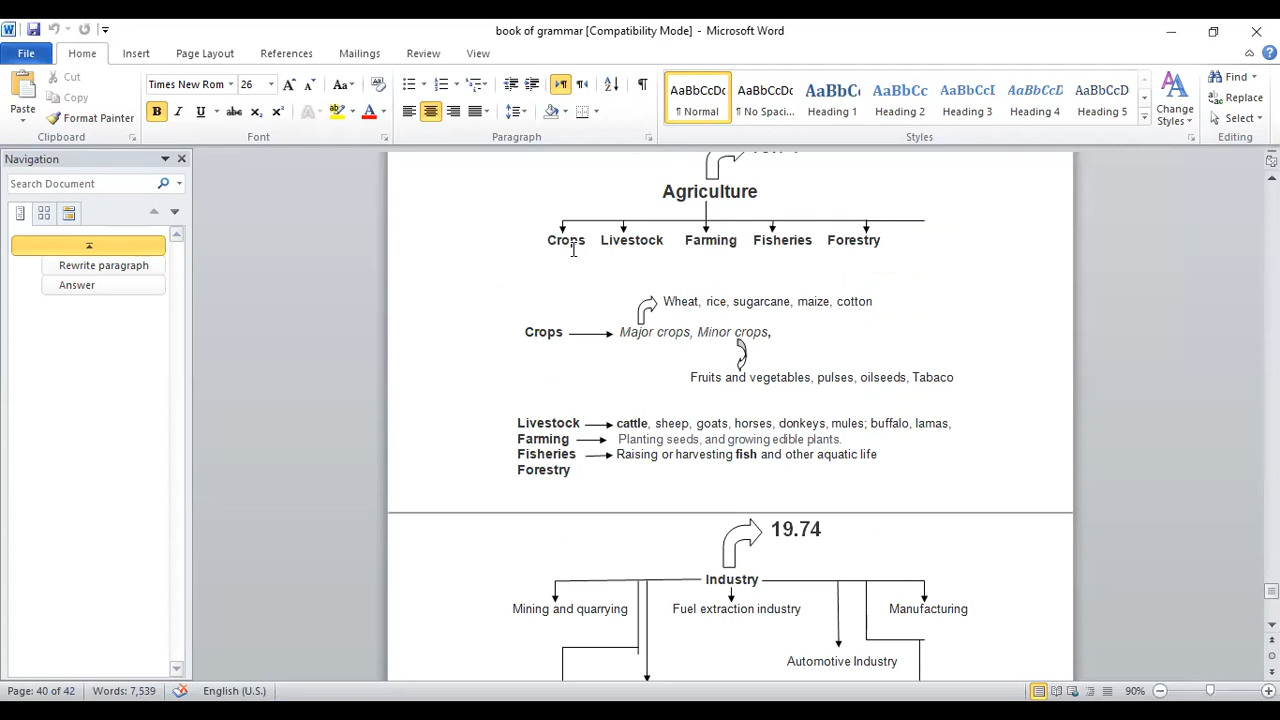 book of grammar [Compatibility Mode] - Microsoft Word
File Home Insert Page Layout References Mailings Review View
Paste
Cut
Copy
Format Painter
Clipboard
Times New Rom 26
Font
Paragraph
AaBbCcDc AaBbCcDc AaBbCc AaBbCc AaBbCcI AaBbCcD AaBbCcD
¶ Normal ¶ No Spaci... Heading 1 Heading 2 Heading 3 Heading 4 Heading 5
Change Styles
Styles
Find
Replace
Select
Editing
Navigation
Search Document
Rewrite paragraph
Answer
Agriculture
Crops Livestock Farming Fisheries Forestry
Wheat, rice, sugarcane, maize, cotton
Crops Major crops, Minor crops,
Fruits and vegetables, pulses, oilseeds, Tabaco
Livestock cattle, sheep, goats, horses, donkeys, mules; buffalo, lamas,
Farming Planting seeds, and growing edible plants.
Fisheries Raising or harvesting fish and other aquatic life
Forestry
19.74
Industry
Mining and quarrying Fuel extraction industry Manufacturing
Automotive Industry
Page: 40 of 42 Words: 7,539 English (U.S.) 90%